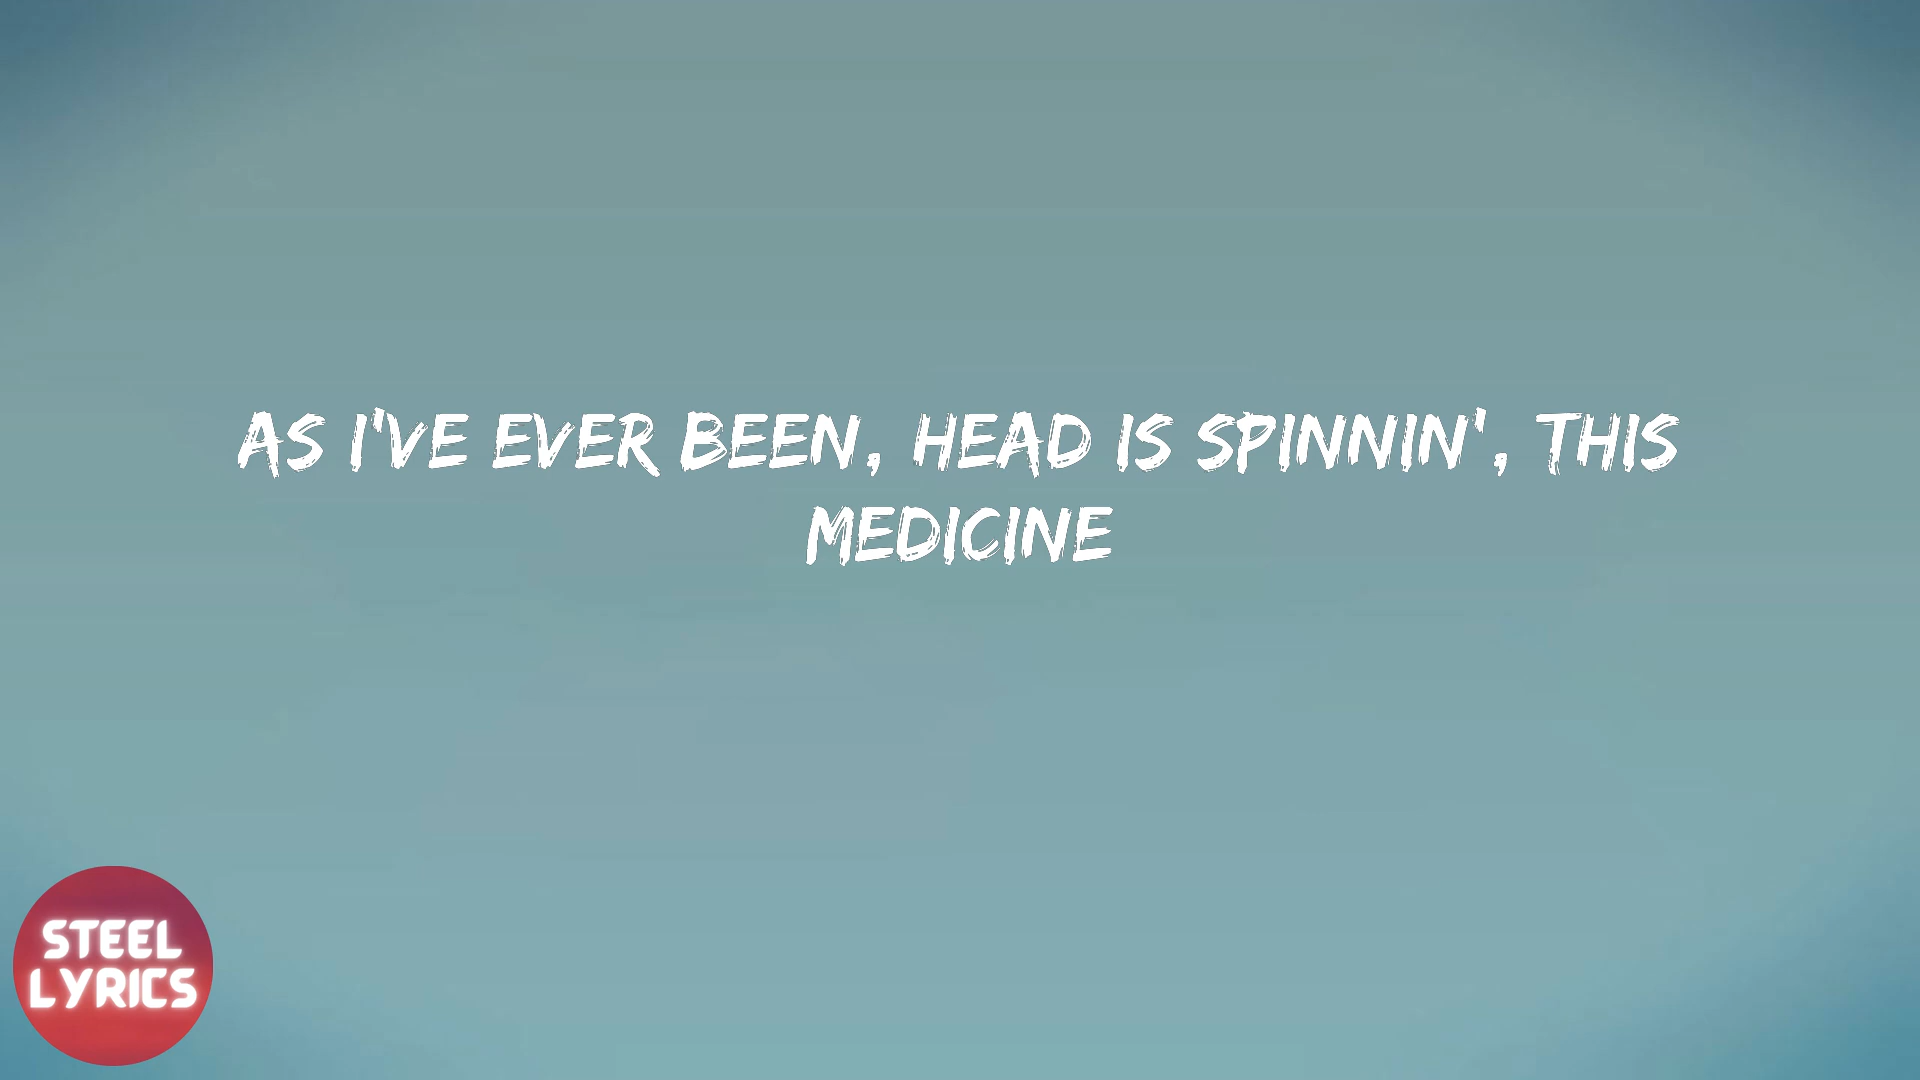 AS I'VE EVER BEEN, HEAD IS SPINNIN', THIS
MEDICINE
STEEL
LYRICS